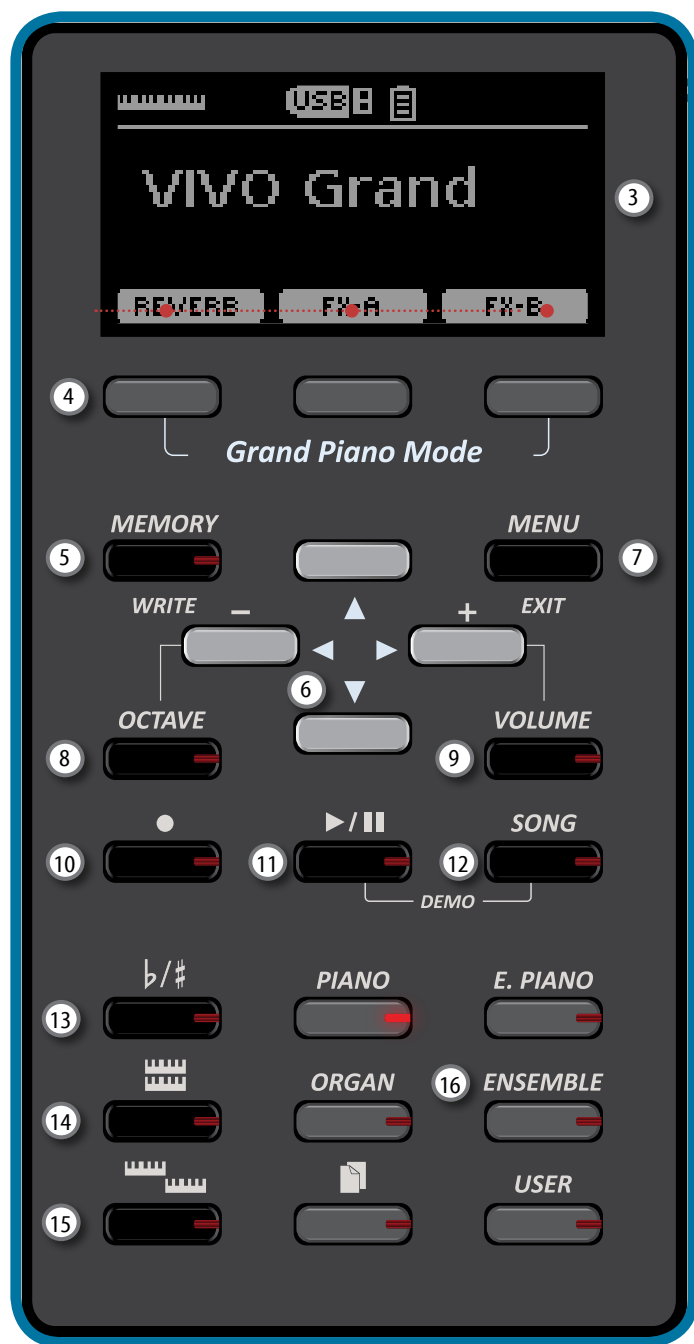 USB
VIVO Grand
3
REVERB FX-A FX-B
4
Grand Piano Mode
MEMORY MENU
5 7
WRITE − + EXIT
6
OCTAVE VOLUME
8 9
SONG
10 11 12
DEMO
♭/♯ PIANO E. PIANO
13
ORGAN 16 ENSEMBLE
14
USER
15